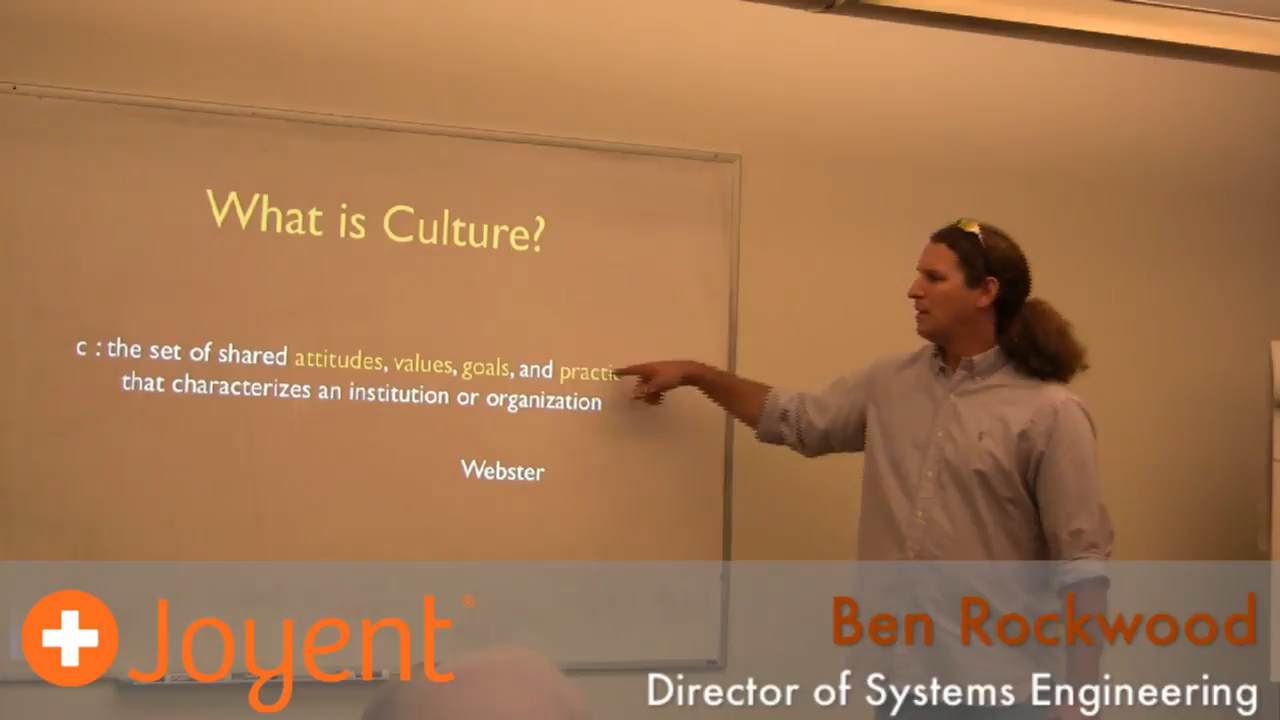 What is Culture?
c : the set of shared attitudes, values, goals, and practic
that characterizes an institution or organization
Webster
Joyent®
Ben Rockwood
Director of Systems Engineering